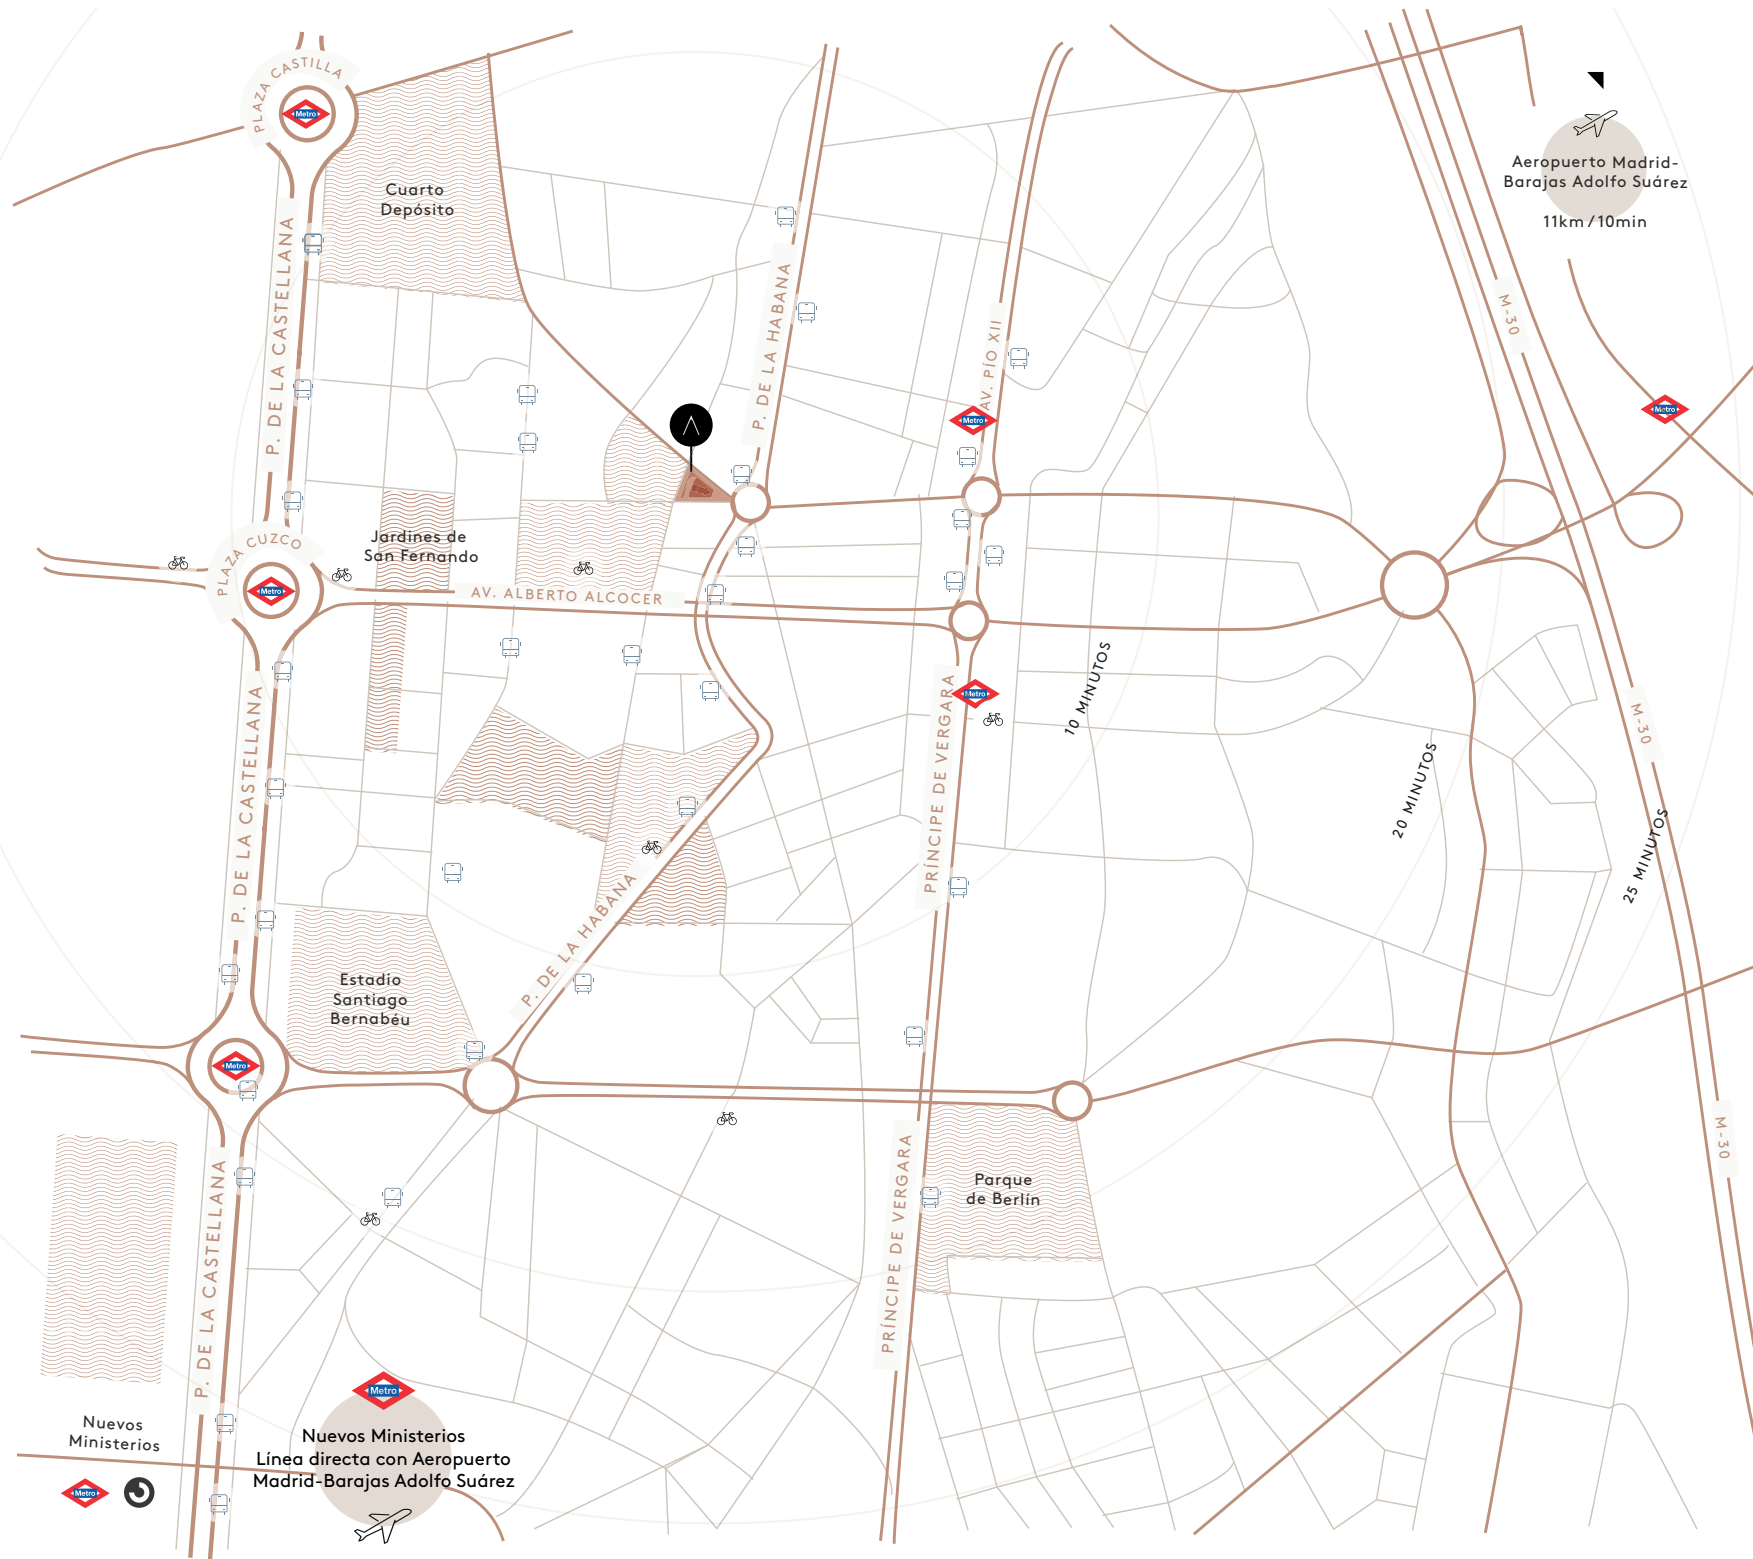 PLAZA CASTILLA
Metro
Aeropuerto Madrid-
Barajas Adolfo Suárez
11km/10min
Cuarto
Depósito
P. DE LA CASTELLANA
P. DE LA HABANA
AV. PÍO XII
M-30
Metro
Metro
PLAZA CUZCO
Metro
Jardines de
San Fernando
AV. ALBERTO ALCOCER
P. DE LA CASTELLANA
PRÍNCIPE DE VERGARA
Metro
10 MINUTOS
20 MINUTOS
25 MINUTOS
M-30
P. DE LA HABANA
Estadio
Santiago
Bernabéu
Metro
P. DE LA CASTELLANA
PRÍNCIPE DE VERGARA
Parque
de Berlín
M-30
Nuevos
Ministerios
Metro
Metro
Nuevos Ministerios
Línea directa con Aeropuerto
Madrid-Barajas Adolfo Suárez